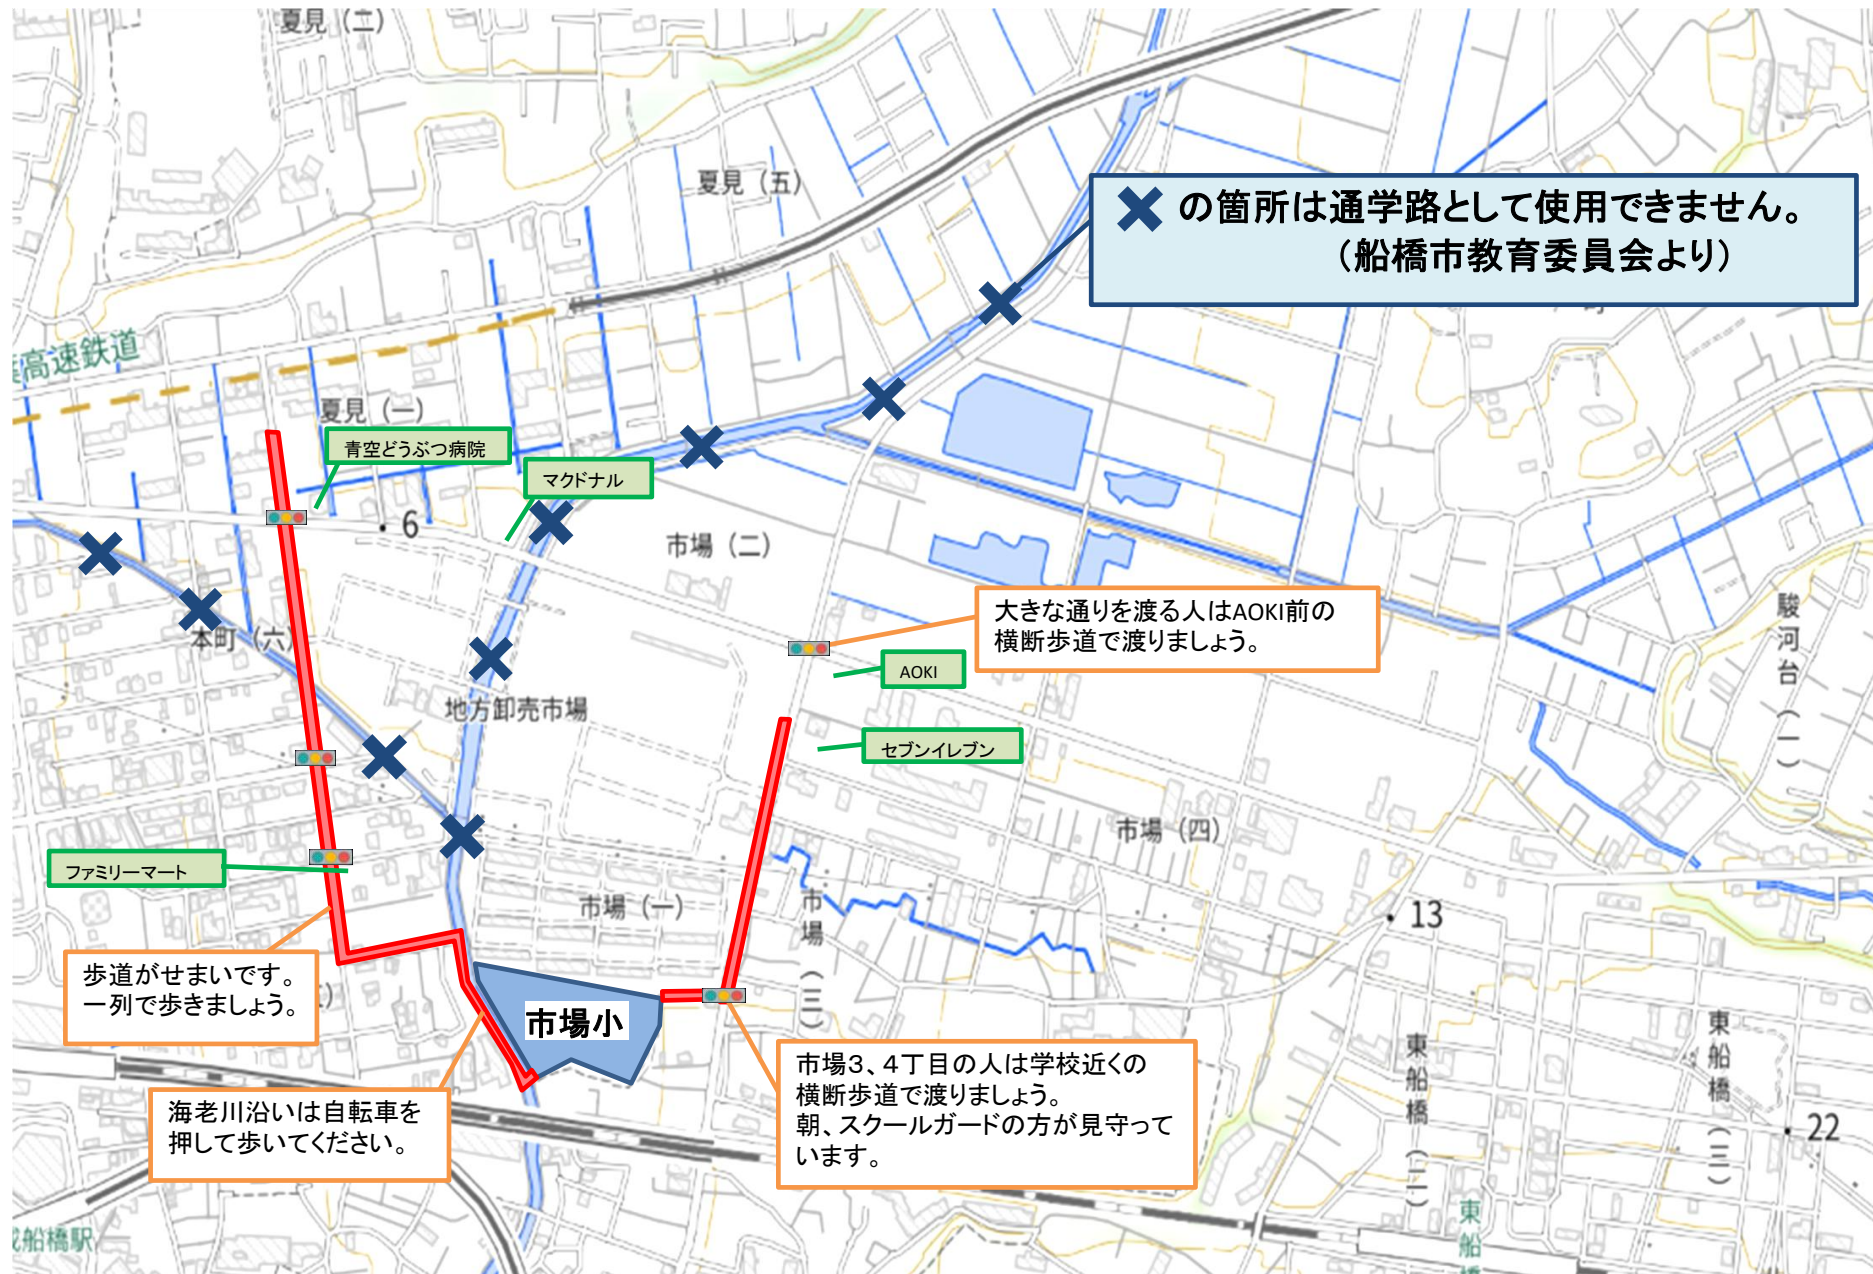 夏見（二）
夏見（五）
✖の箇所は通学路として使用できません。
（船橋市教育委員会より）
高速鉄道
夏見（一）
青空どうぶつ病院
マクドナル
6
市場（二）
本町（六）
大きな通りを渡る人はAOKI前の
横断歩道で渡りましょう。
駿河台（一）
AOKI
地方卸売市場
セブンイレブン
市場（四）
ファミリーマート
市場（一）
市場（三）
13
歩道がせまいです。
一列で歩きましょう。
市場小
東船橋（二）
東船橋（三）
市場３、４丁目の人は学校近くの
横断歩道で渡りましょう。
朝、スクールガードの方が見守って
います。
海老川沿いは自転車を
押して歩いてください。
22
船橋駅
東船